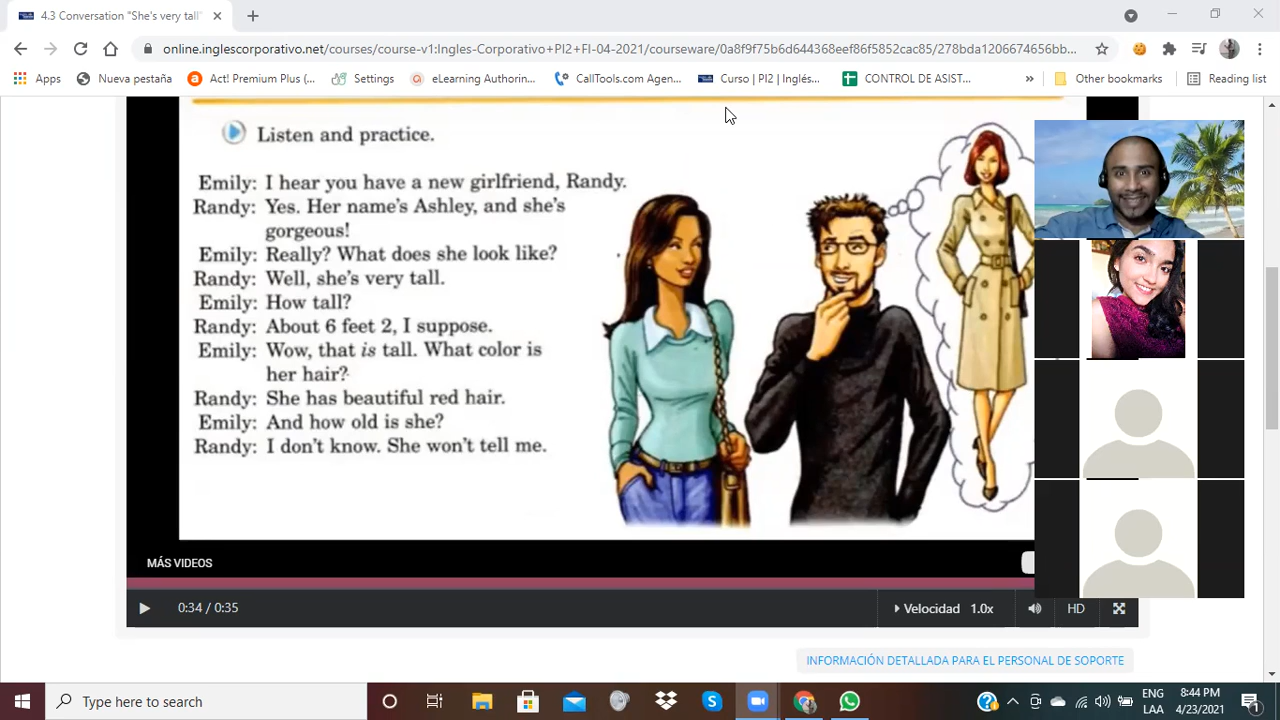 4.3 Conversation "She's very tall"
online.inglescorporativo.net/courses/course-v1:Ingles-Corporativo+PI2+FI-04-2021/courseware/0a8f9f75b6d644368eef86f5852cac85/278bda1206674656bb...
Apps Nueva pestaña Act! Premium Plus (... Settings eLearning Authorin... CallTools.com Agen... Curso | PI2 | Inglés... CONTROL DE ASIST... » Other bookmarks Reading list
Listen and practice.
Emily: I hear you have a new girlfriend, Randy.
Randy: Yes. Her name's Ashley, and she's
gorgeous!
Emily: Really? What does she look like?
Randy: Well, she's very tall.
Emily: How tall?
Randy: About 6 feet 2, I suppose.
Emily: Wow, that is tall. What color is
her hair?
Randy: She has beautiful red hair.
Emily: And how old is she?
Randy: I don't know. She won't tell me.
MÁS VIDEOS
0:34 / 0:35 Velocidad 1.0x HD
INFORMACIÓN DETALLADA PARA EL PERSONAL DE SOPORTE
Type here to search ENG 8:44 PM
LAA 4/23/2021 1